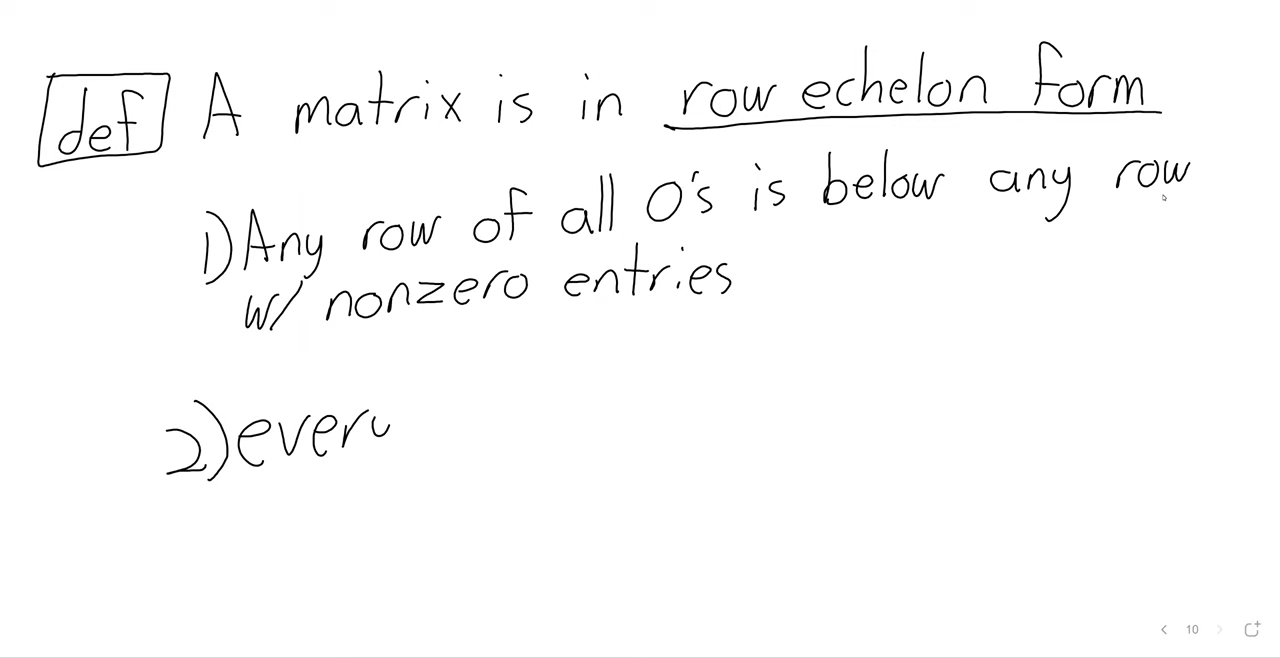 def A matrix is in row echelon form
1) Any row of all 0's is below any row
w/ nonzero entries
2)
10